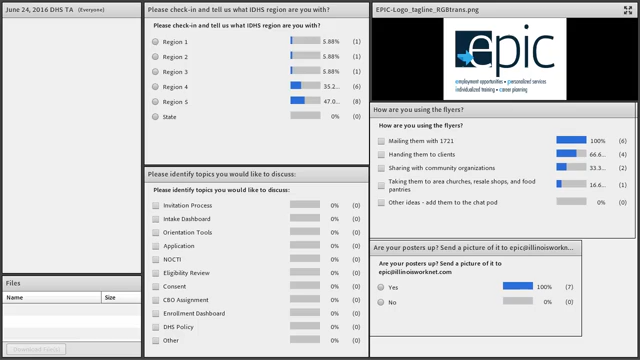 June 24, 2016 DHS TA (Everyone)
Files
Name Size
Download File(s)
Please check-in and tell us what IDHS region are you with?
Please check-in and tell us what IDHS region are you with?
Region 1 5.88% (1)
Region 2 5.88% (1)
Region 3 5.88% (1)
Region 4 35.2... (6)
Region 5 47.0... (8)
State 0% (0)
Please identify topics you would like to discuss:
Please identify topics you would like to discuss:
Invitation Process 0% (0)
Intake Dashboard 0% (0)
Orientation Tools 0% (0)
Application 0% (0)
NOCTI 0% (0)
Eligibility Review 0% (0)
Consent 0% (0)
CBO Assignment 0% (0)
Enrollment Dashboard 0% (0)
DHS Policy 0% (0)
Other 0% (0)
EPIC-Logo_tagline_RGBtrans.png
epic
employment opportunities • personalized services
individualized training • career planning
How are you using the flyers?
How are you using the flyers?
Mailing them with 1721 100% (6)
Handing them to clients 66.6... (4)
Sharing with community organizations 33.3... (2)
Taking them to area churches, resale shops, and food
pantries 16.6... (1)
Other ideas - add them to the chat pod 0% (0)
Are your posters up? Send a picture of it to epic@illinoisworkn...
Are your posters up? Send a picture of it to
epic@illinoisworknet.com
Yes 100% (7)
No 0% (0)